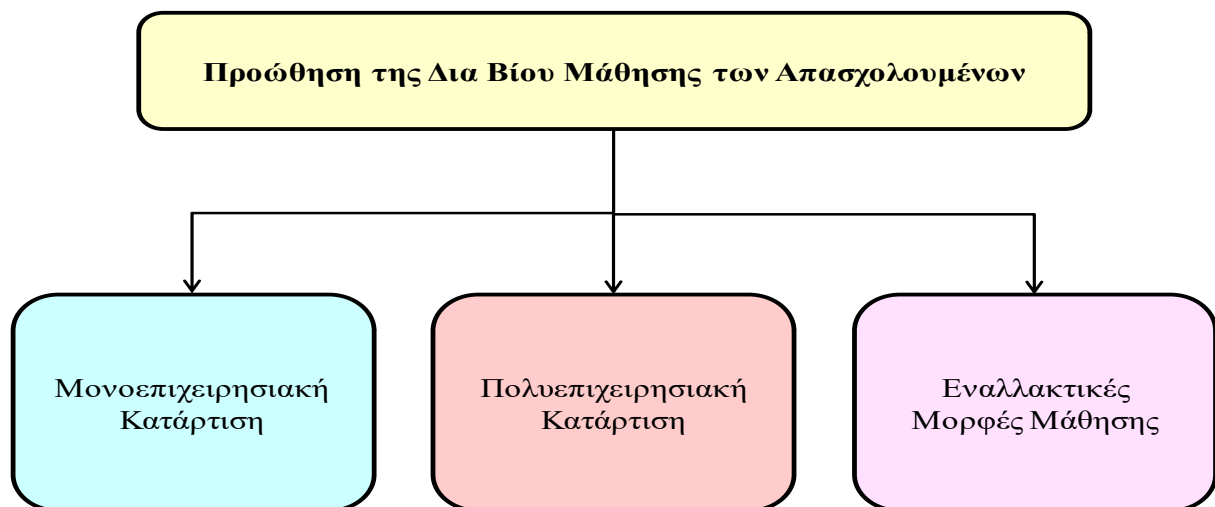 Προώθηση της Δια Βίου Μάθησης των Απασχολουμένων
Μονοεπιχειρησιακή
Κατάρτιση
Πολυεπιχειρησιακή
Κατάρτιση
Εναλλακτικές
Μορφές Μάθησης